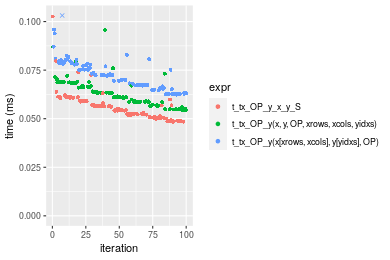 0.100
0.075
0.050
0.025
0.000
time (ms)
0
25
50
75
100
iteration
expr
t_tx_OP_y_x_y_S
t_tx_OP_y(x, y, OP, xrows, xcols, yidxs)
t_tx_OP_y(x[xrows, xcols], y[yidxs], OP)